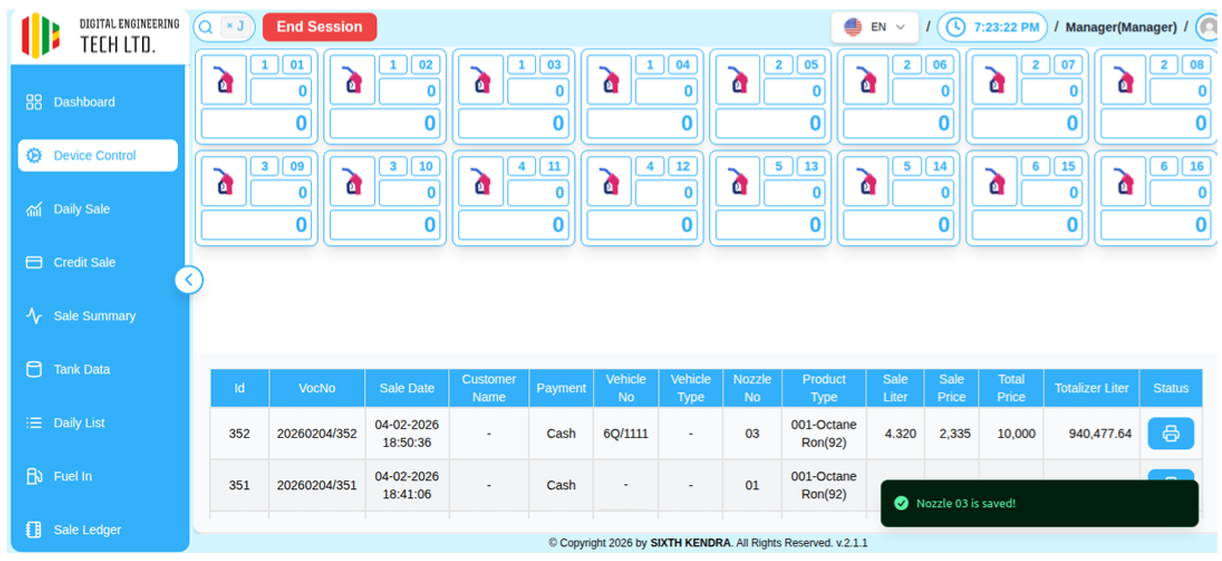 DIGITAL ENGINEERING
TECH LTD.
⌘ J
End Session
EN
/
7:23:22 PM
/ Manager(Manager) /
Dashboard
Device Control
Daily Sale
Credit Sale
Sale Summary
Tank Data
Daily List
Fuel In
Sale Ledger
1 01 1 02 1 03 1 04 2 05 2 06 2 07 2 08
0 0 0 0 0 0 0 0
0 0 0 0 0 0 0 0
3 09 3 10 4 11 4 12 5 13 5 14 6 15 6 16
0 0 0 0 0 0 0 0
0 0 0 0 0 0 0 0
Id VocNo Sale Date Customer Name Payment Vehicle No Vehicle Type Nozzle No Product Type Sale Liter Sale Price Total Price Totalizer Liter Status
352 20260204/352 04-02-2026 18:50:36 - Cash 6Q/1111 - 03 001-Octane Ron(92) 4.320 2,335 10,000 940,477.64
351 20260204/351 04-02-2026 18:41:06 - Cash - - 01 001-Octane Ron(92)
Nozzle 03 is saved!
© Copyright 2026 by SIXTH KENDRA. All Rights Reserved. v.2.1.1